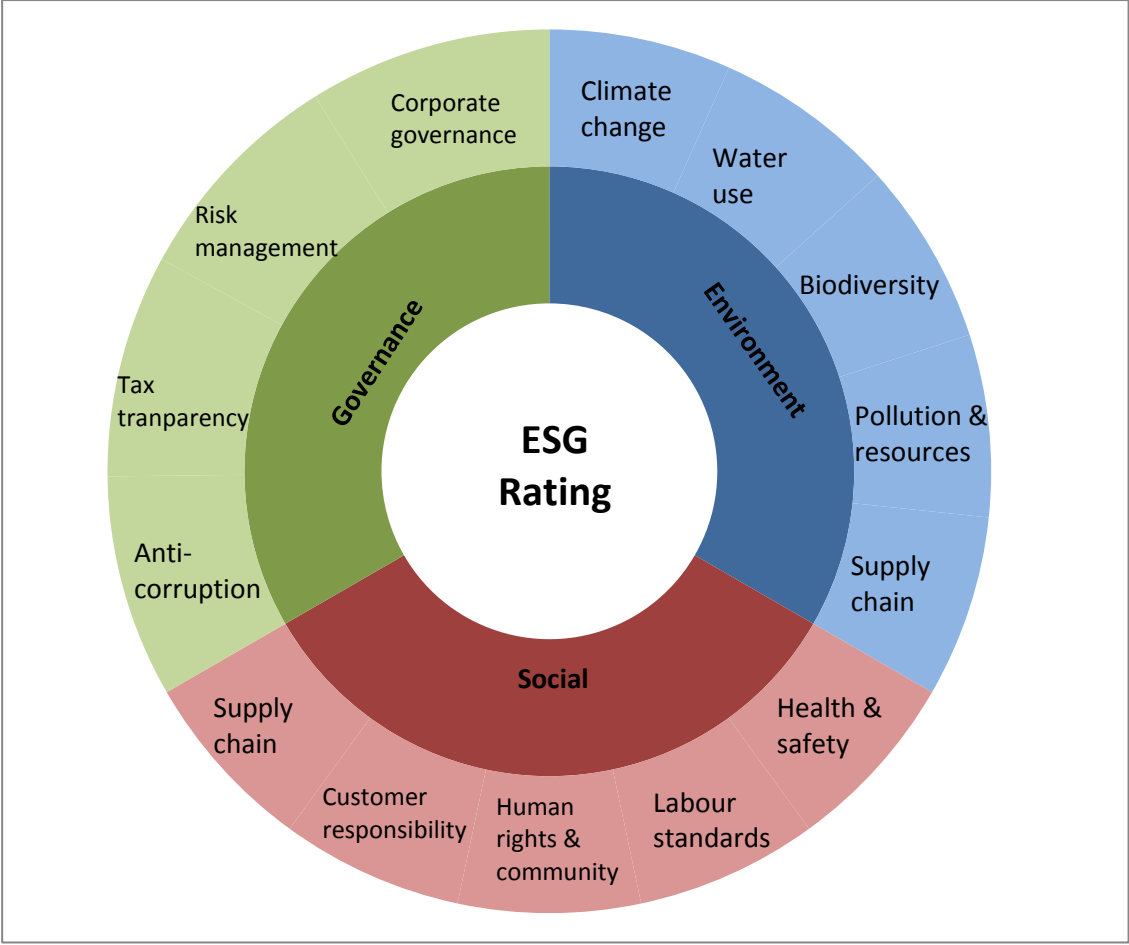 ESG
Rating
Environment
Climate
change
Water
use
Biodiversity
Pollution &
resources
Supply
chain
Social
Health &
safety
Labour
standards
Human
rights &
community
Customer
responsibility
Supply
chain
Governance
Anti-
corruption
Tax
tranparency
Risk
management
Corporate
governance